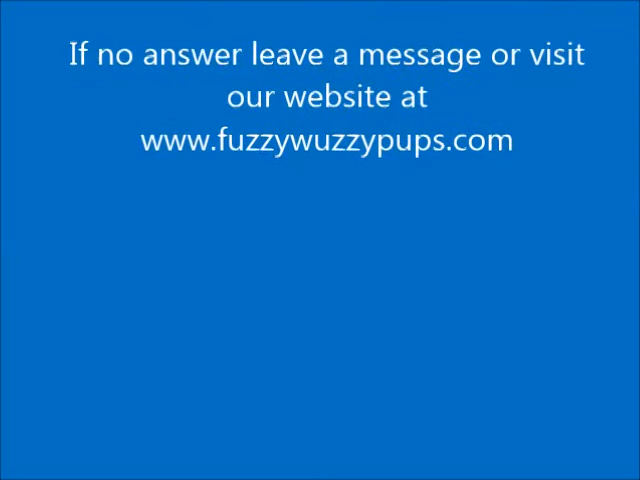 If no answer leave a message or visit
our website at
www.fuzzywuzzypups.com